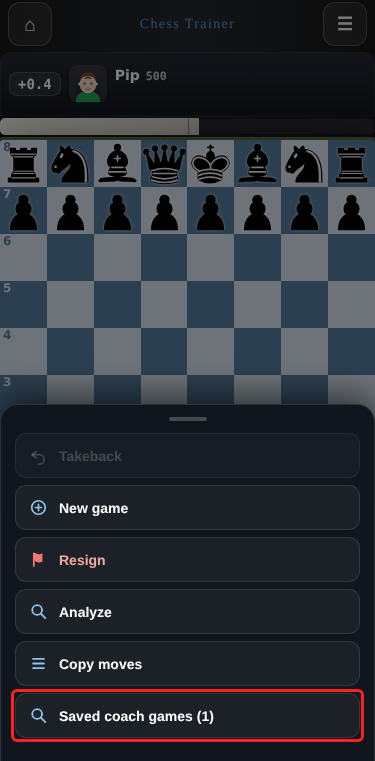 Chess Trainer
+0.4
Pip 500
8
7
6
5
4
3
Takeback
New game
Resign
Analyze
Copy moves
Saved coach games (1)